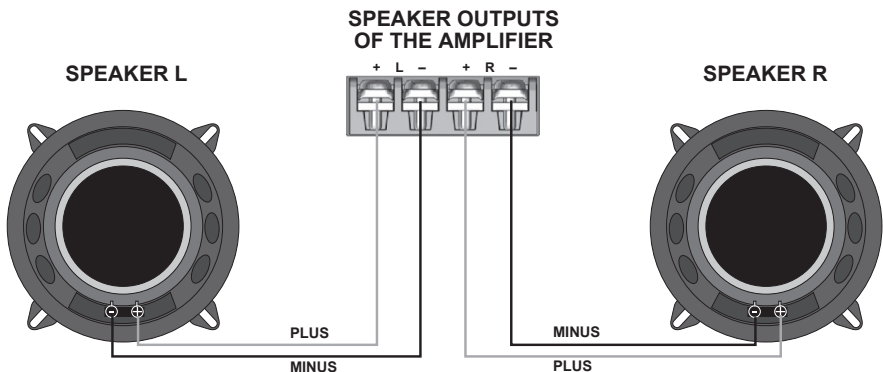 SPEAKER OUTPUTS
OF THE AMPLIFIER
SPEAKER L
+ L – + R –
SPEAKER R
- +
- +
PLUS
MINUS
MINUS
PLUS